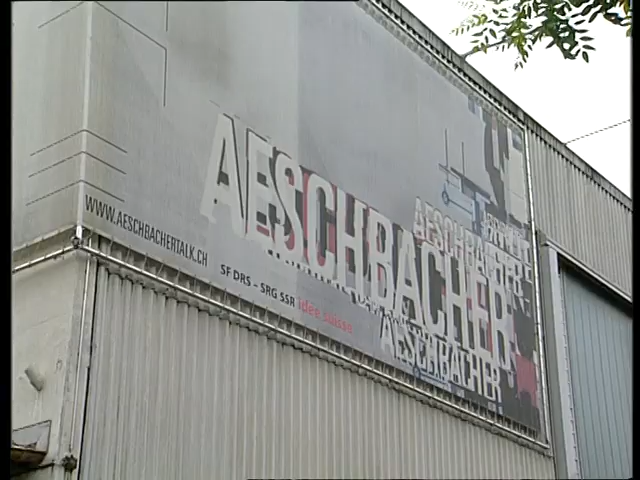 AESCHBACHER
AESCHBACHER
WWW.AESCHBACHERTALK.CH
SF DRS – SRG SSR idée suisse
AESCHBACHER